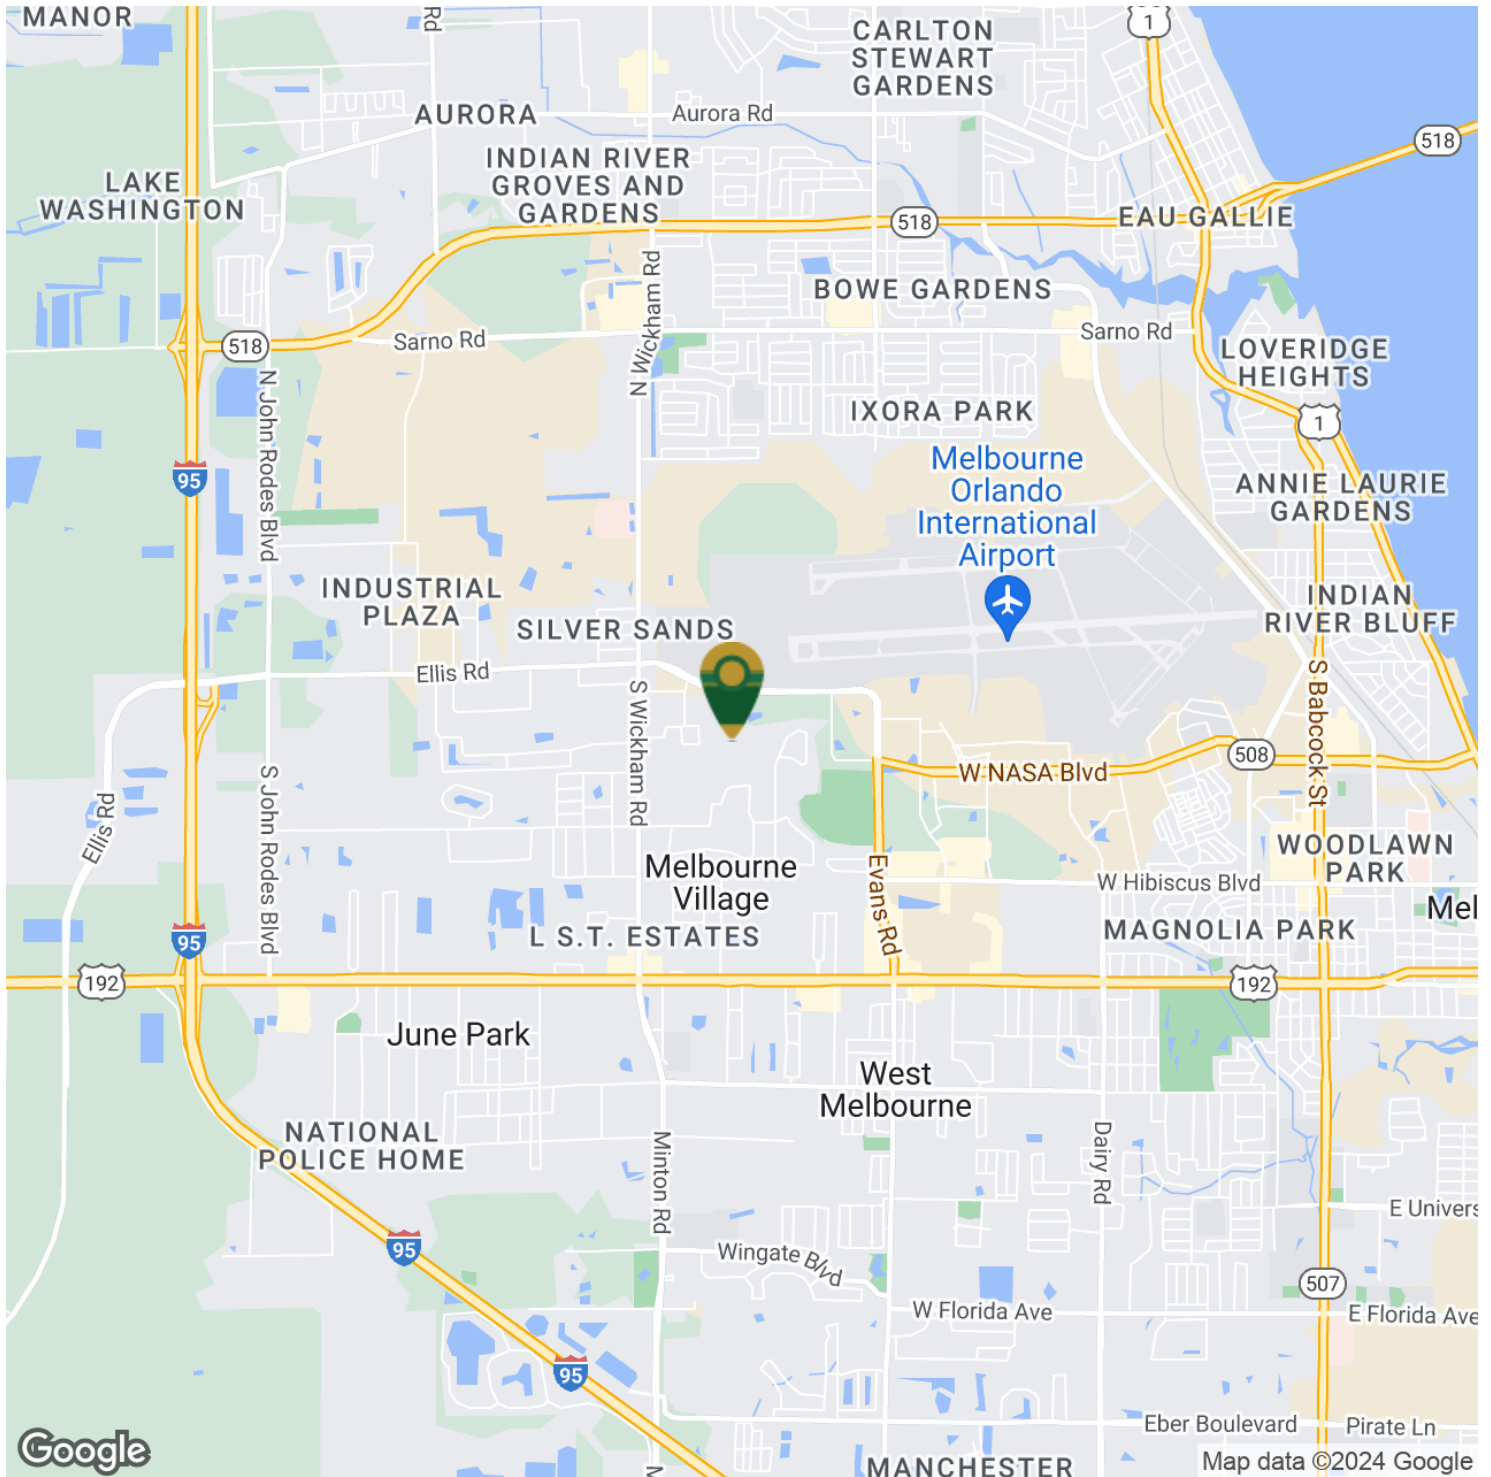 MANOR
Rd
1
CARLTON
STEWART
GARDENS
AURORA
Aurora Rd
518
INDIAN RIVER
GROVES AND
GARDENS
LAKE
WASHINGTON
518
EAU GALLIE
N Wickham Rd
BOWE GARDENS
518
Sarno Rd
Sarno Rd
LOVERIDGE
HEIGHTS
N John Rodes Blvd
IXORA PARK
1
95
Melbourne
Orlando
International
Airport
ANNIE LAURIE
GARDENS
INDUSTRIAL
PLAZA
SILVER SANDS
INDIAN
RIVER BLUFF
Ellis Rd
S Wickham Rd
S Babcock St
508
W NASA Blvd
S John Rodes Blvd
Ellis Rd
Melbourne
Village
Evans Rd
WOODLAWN
PARK
W Hibiscus Blvd
Mel
95
L S.T. ESTATES
MAGNOLIA PARK
192
192
June Park
West
Melbourne
NATIONAL
POLICE HOME
Minton Rd
Dairy Rd
E Univers
95
Wingate Blvd
507
W Florida Ave
E Florida Ave
95
Eber Boulevard
Pirate Ln
Google
N
MANCHESTER
Map data ©2024 Google